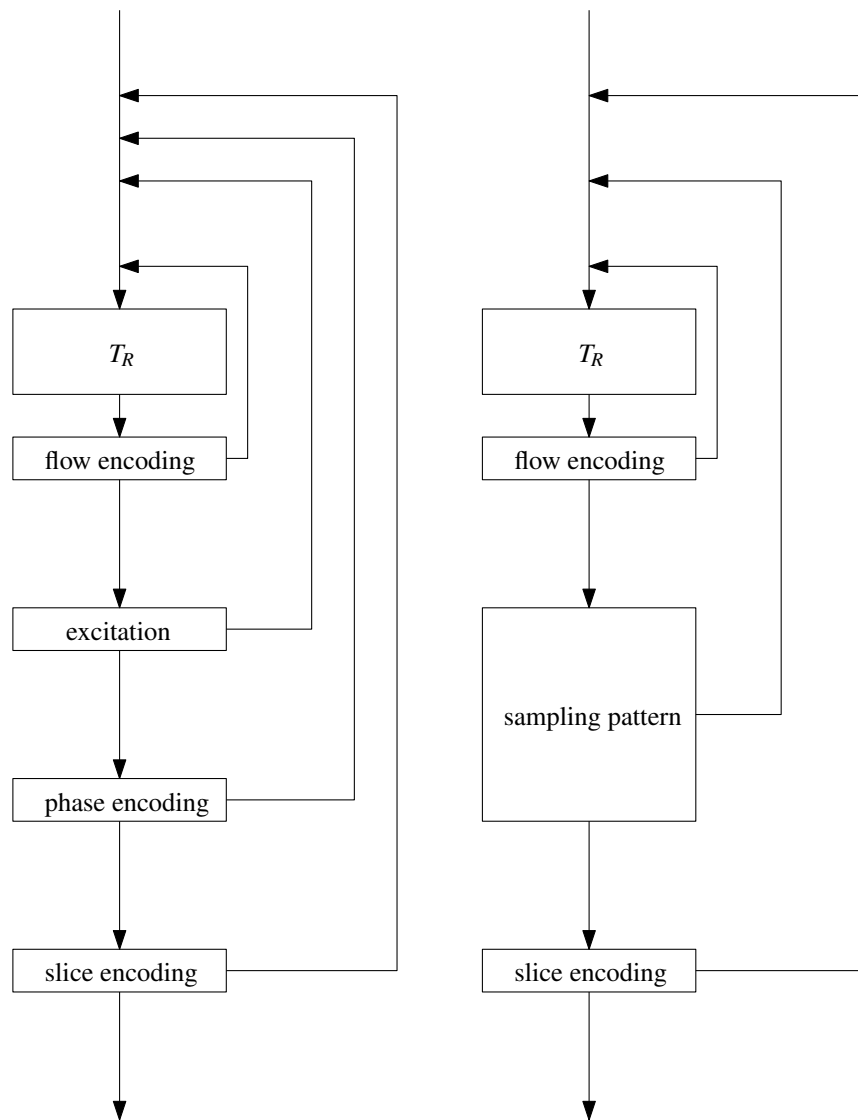 T_R
flow encoding
excitation
phase encoding
slice encoding
T_R
flow encoding
sampling pattern
slice encoding